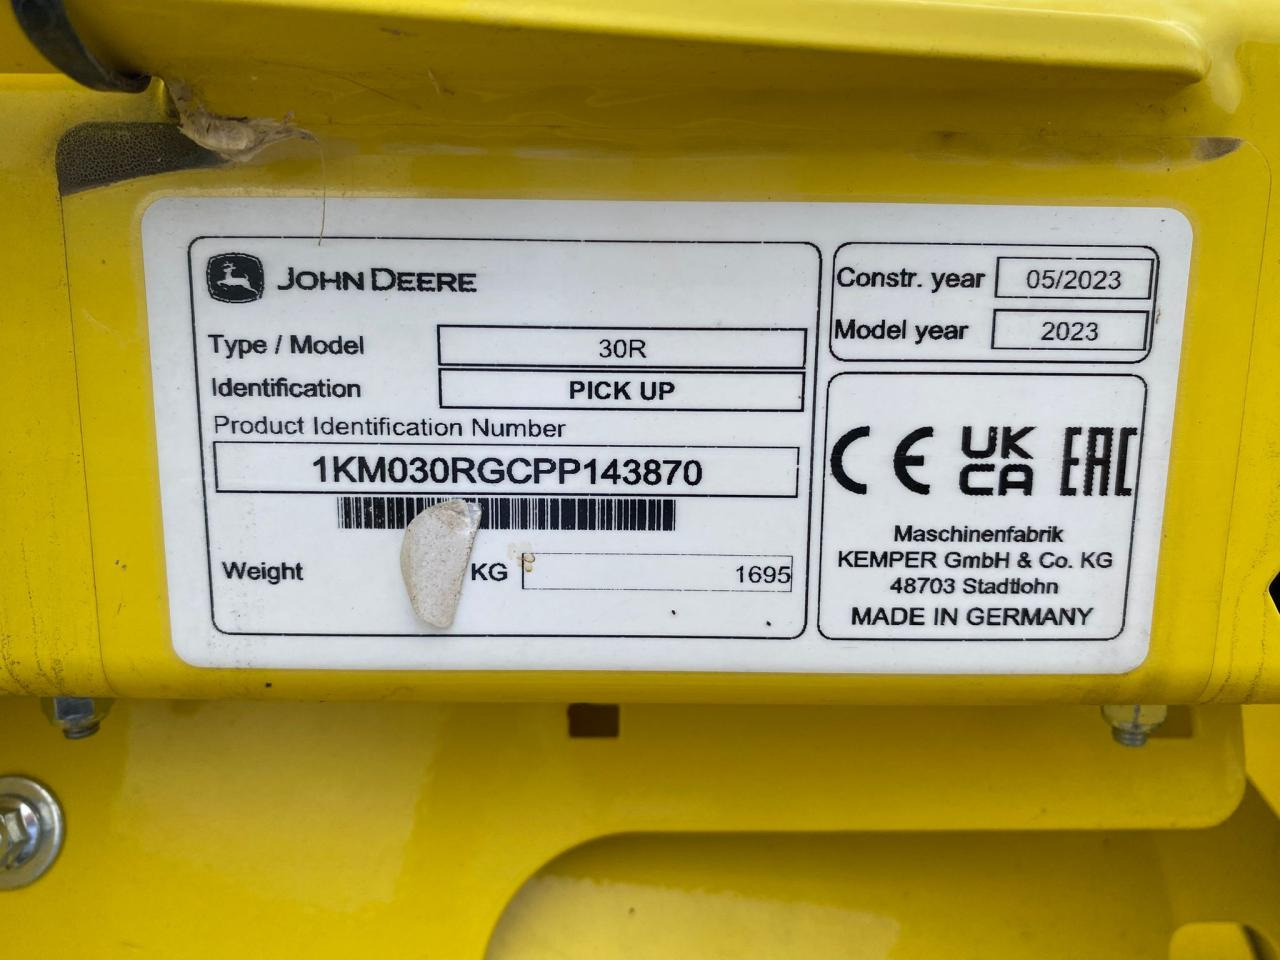 JOHN DEERE
Type / Model 30R
Identification PICK UP
Product Identification Number
1KM030RGCPP143870
Weight KG 1695
Constr. year 05/2023
Model year 2023
CE UK CA EAC
Maschinenfabrik
KEMPER GmbH & Co. KG
48703 Stadtlohn
MADE IN GERMANY